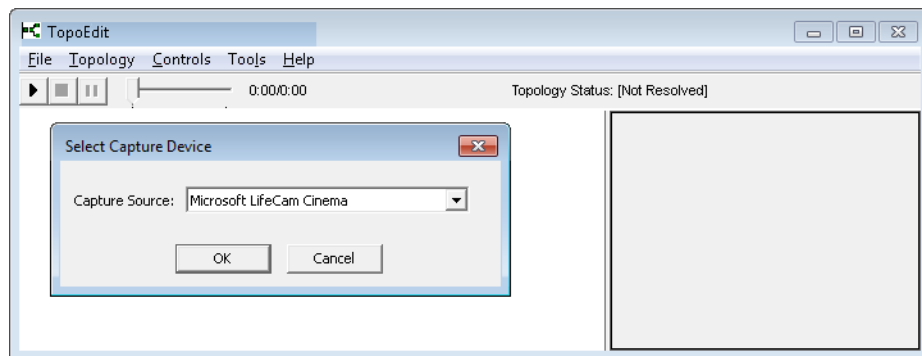 TopoEdit
File Topology Controls Tools Help
0:00/0:00 Topology Status: [Not Resolved]
Select Capture Device
Capture Source: Microsoft LifeCam Cinema
OK Cancel